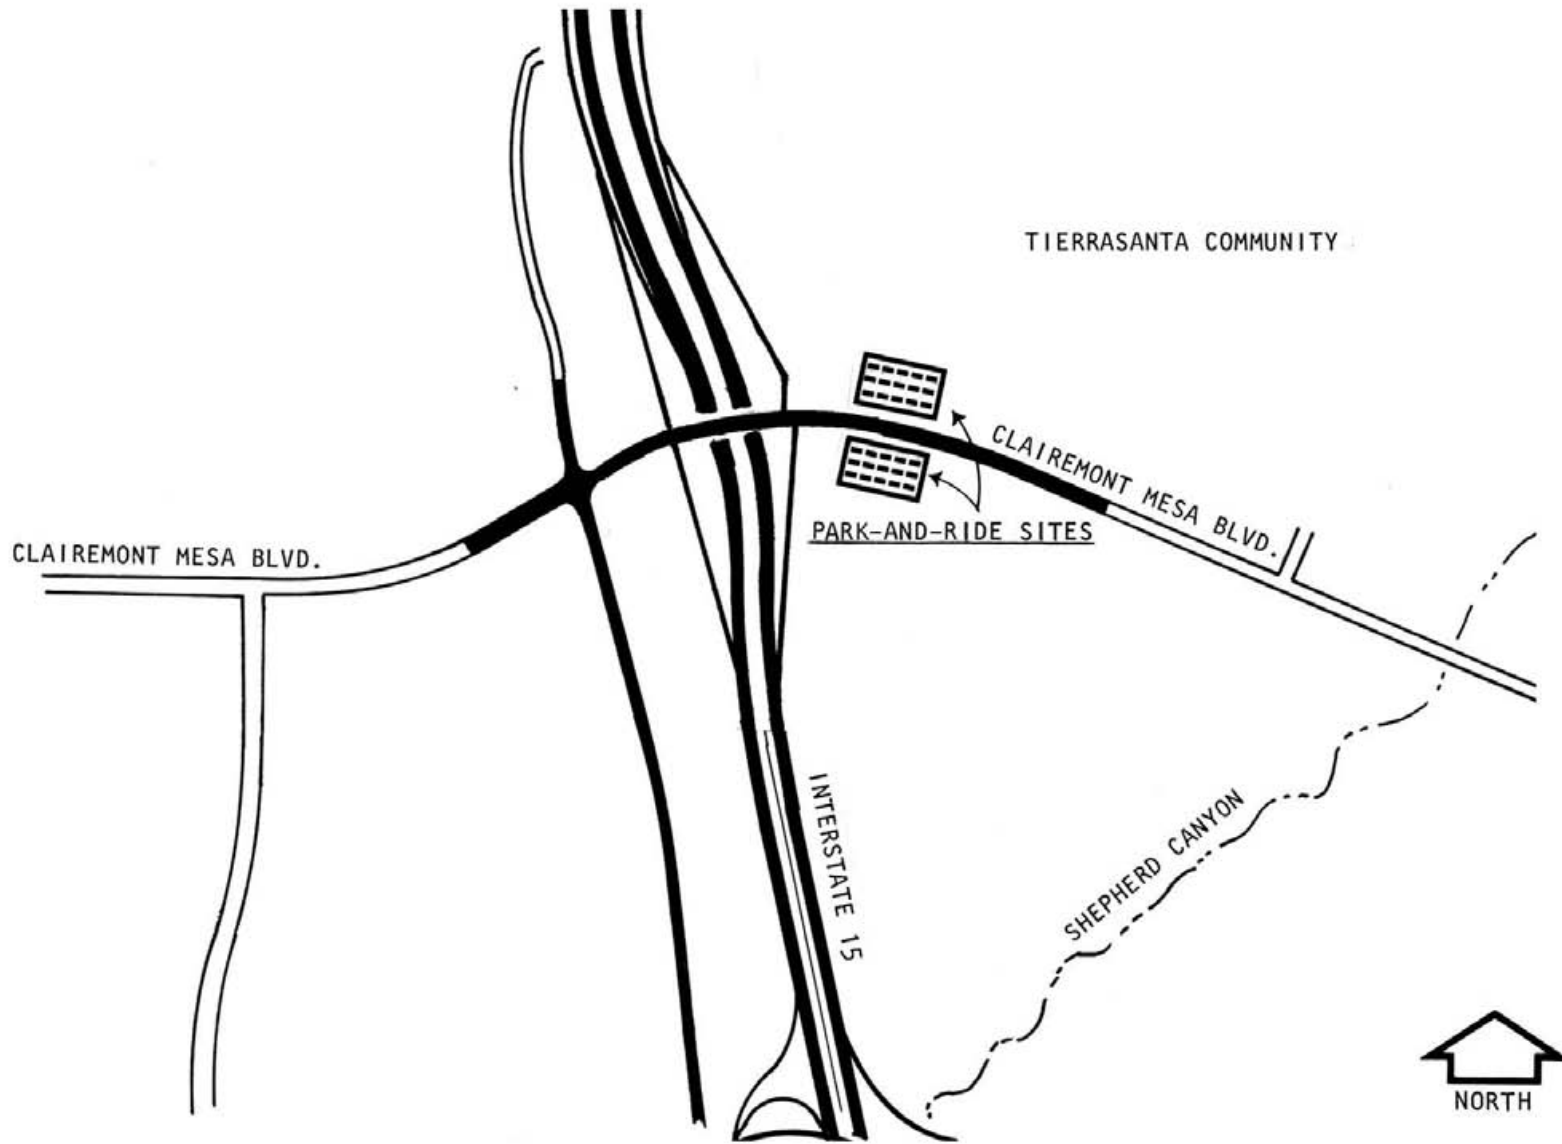 TIERRASANTA COMMUNITY
CLAIREMONT MESA BLVD.
PARK-AND-RIDE SITES
CLAIREMONT MESA BLVD.
INTERSTATE 15
SHEPHERD CANYON
NORTH